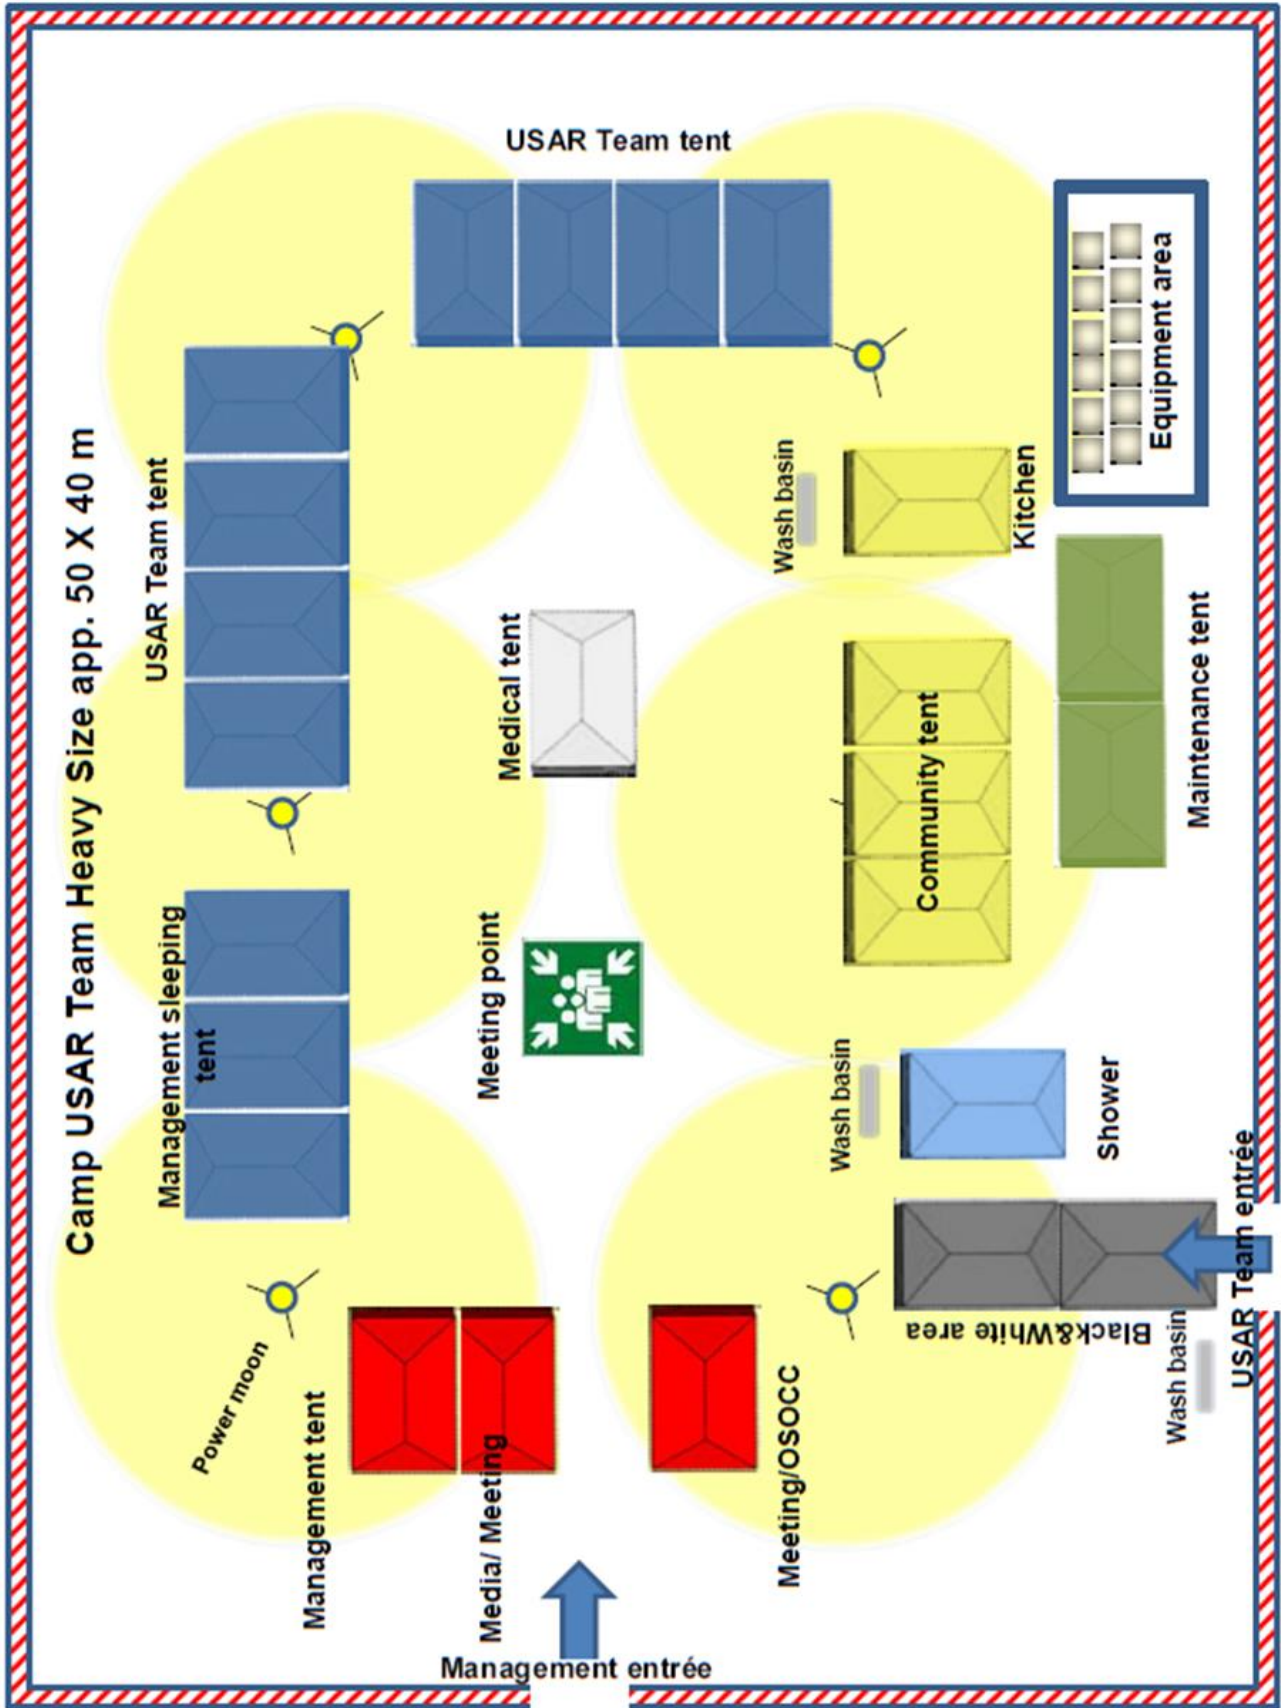 Camp USAR Team Heavy Size app. 50 X 40 m
USAR Team tent
USAR Team tent
Management sleeping
tent
Power moon
Management tent
Media/ Meeting
Meeting/OSOCC
Management entrée
Medical tent
Meeting point
Wash basin
Kitchen
Equipment area
Community tent
Maintenance tent
Wash basin
Shower
Black&White area
Wash basin
USAR Team entrée